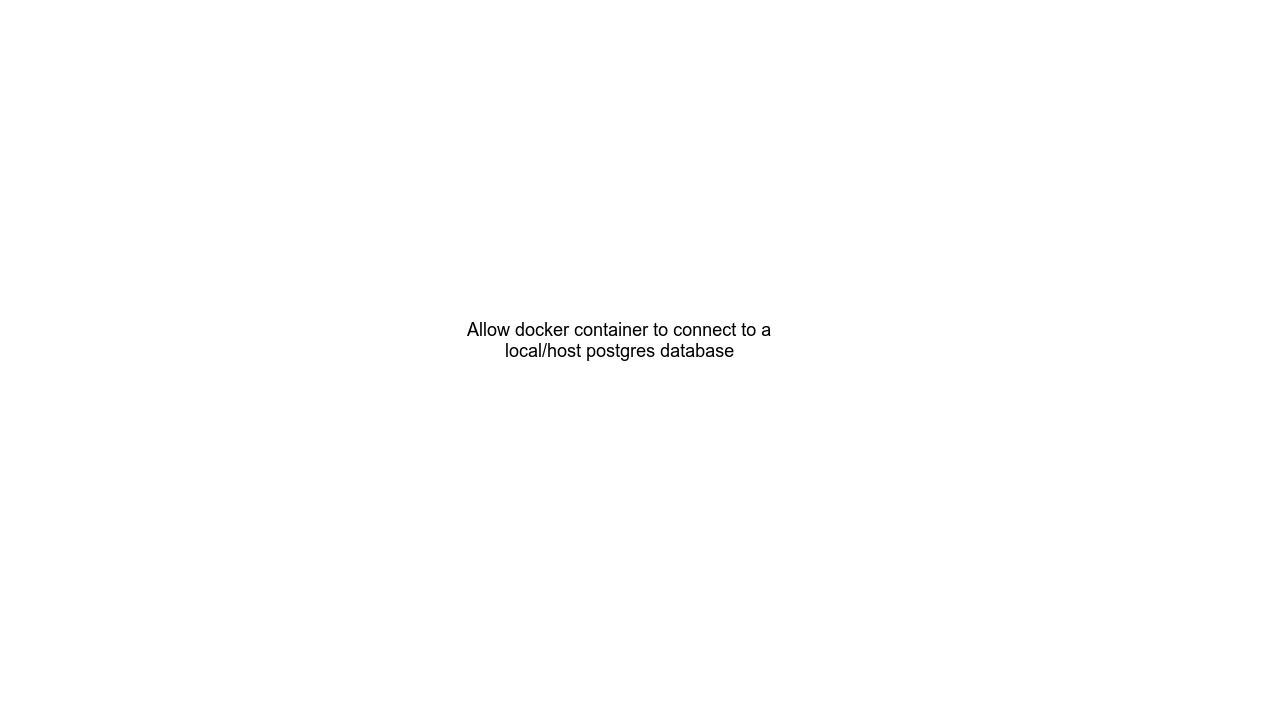 Allow docker container to connect to a
local/host postgres database